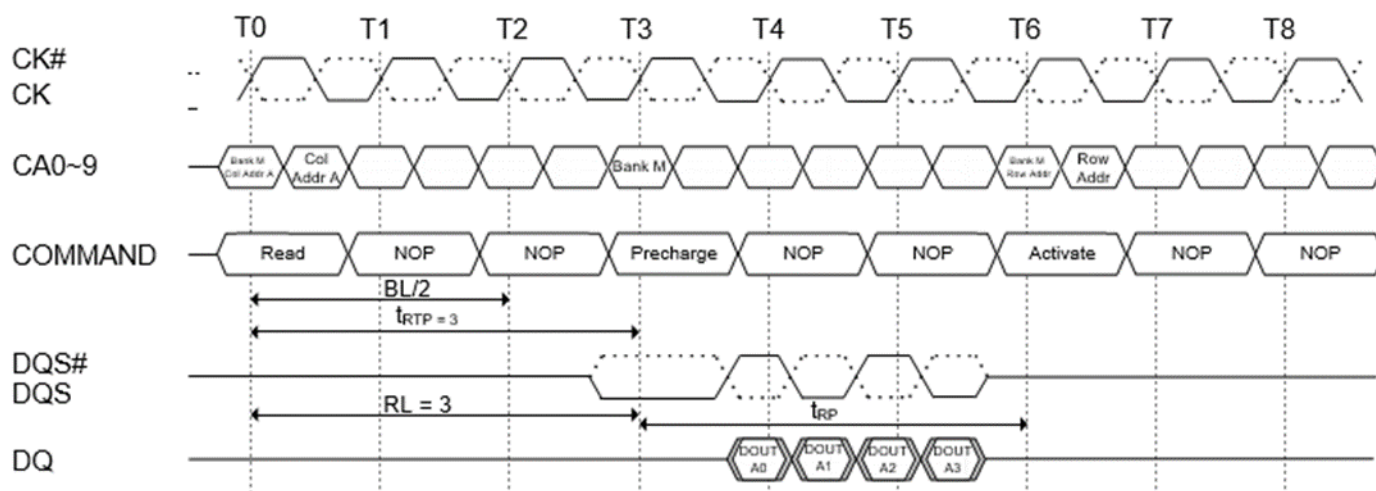 T0 T1 T2 T3 T4 T5 T6 T7 T8
CK#
CK
CA0~9
Bank M
Col Addr A
Col
Addr A
Bank M
Bank M
Row Addr
Row
Addr
COMMAND Read NOP NOP Precharge NOP NOP Activate NOP NOP
BL/2
tRTP = 3
DQS#
DQS
RL = 3
tRP
DQ
DOUT
A0
DOUT
A1
DOUT
A2
DOUT
A3